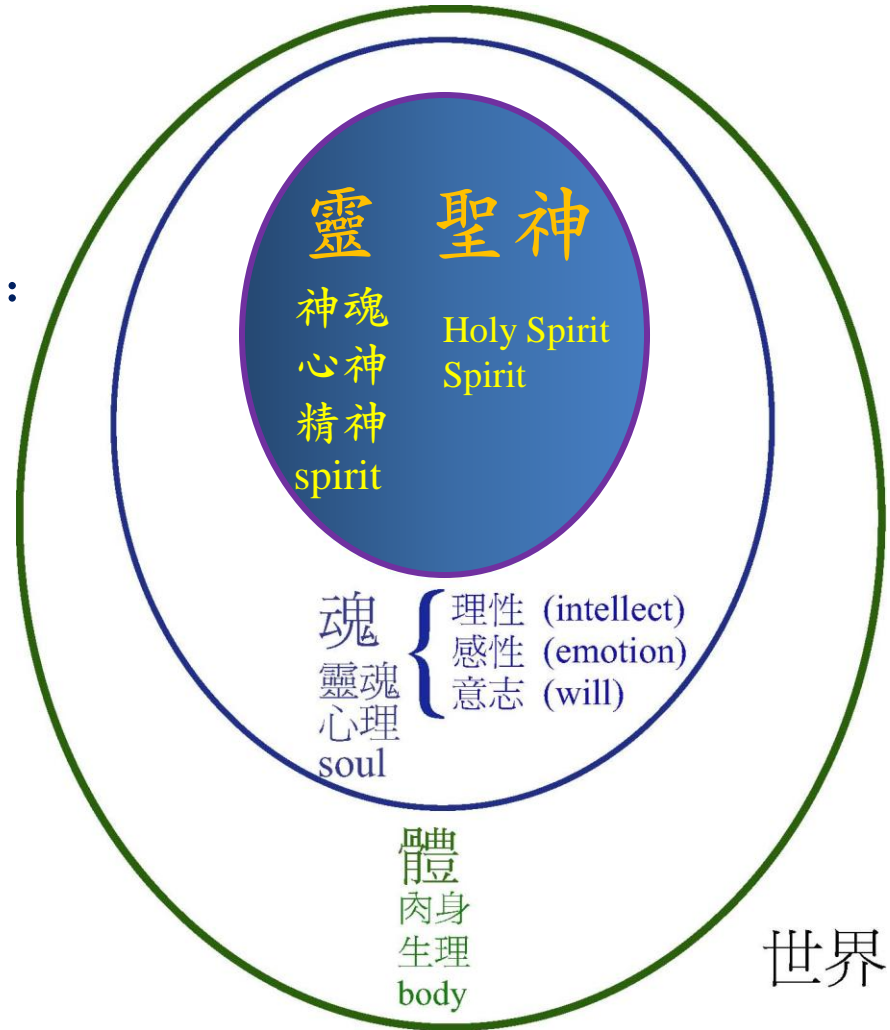 靈 聖神
:
神魂
心神
精神
spirit
Holy Spirit
Spirit
魂
靈魂
心理
soul
{
理性 (intellect)
感性 (emotion)
意志 (will)
體
肉身
生理
body
世界